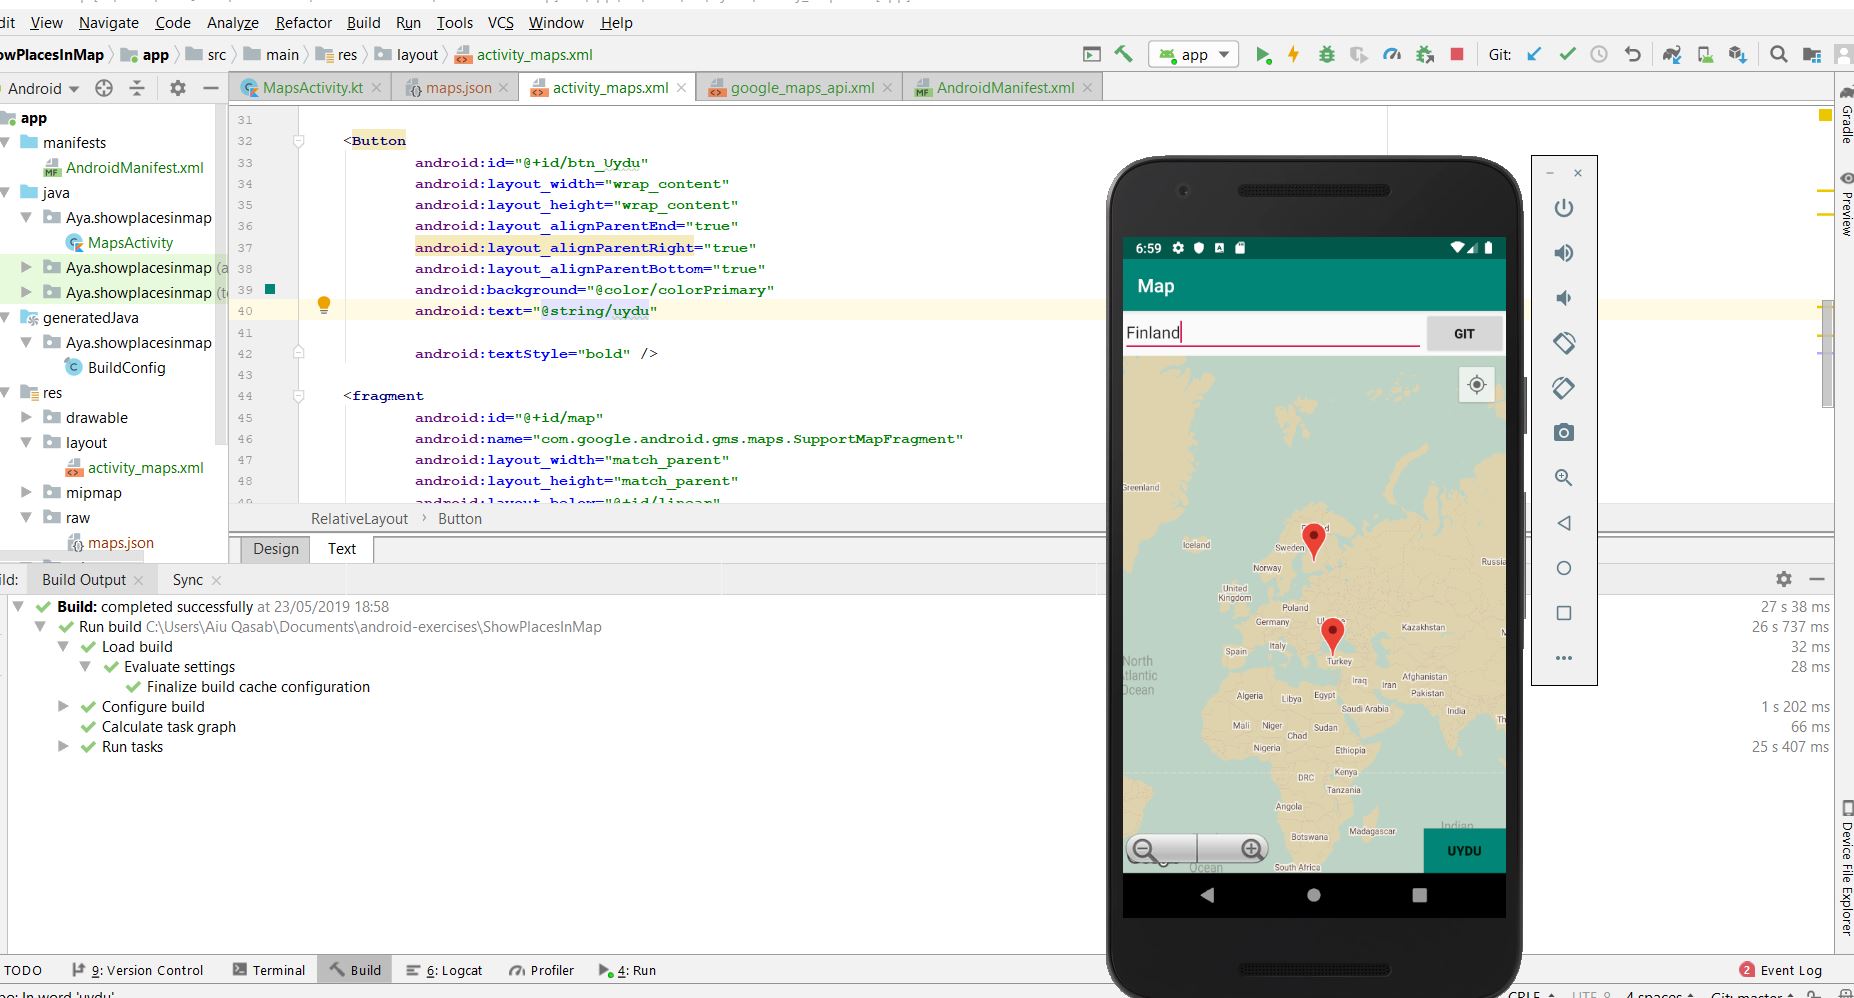 dit View Navigate Code Analyze Refactor Build Run Tools VCS Window Help
owPlacesInMap app src main res layout activity_maps.xml
app Git:
Android MapsActivity.kt maps.json activity_maps.xml google_maps_api.xml AndroidManifest.xml
app
manifests
AndroidManifest.xml
java
Aya.showplacesinmap
MapsActivity
Aya.showplacesinmap (a
Aya.showplacesinmap (t
generatedJava
Aya.showplacesinmap
BuildConfig
res
drawable
layout
activity_maps.xml
mipmap
raw
maps.json
31
32 <Button
33 android:id="@+id/btn_Uydu"
34 android:layout_width="wrap_content"
35 android:layout_height="wrap_content"
36 android:layout_alignParentEnd="true"
37 android:layout_alignParentRight="true"
38 android:layout_alignParentBottom="true"
39 android:background="@color/colorPrimary"
40 android:text="@string/uydu"
41
42 android:textStyle="bold" />
43
44 <fragment
45 android:id="@+id/map"
46 android:name="com.google.android.gms.maps.SupportMapFragment"
47 android:layout_width="match_parent"
48 android:layout_height="match_parent"
49 android:layout_below="@+id/linear"
RelativeLayout › Button
Design Text
ild: Build Output Sync
Build: completed successfully at 23/05/2019 18:58 27 s 38 ms
Run build C:\Users\Aiu Qasab\Documents\android-exercises\ShowPlacesInMap 26 s 737 ms
Load build 32 ms
Evaluate settings 28 ms
Finalize build cache configuration
Configure build 1 s 202 ms
Calculate task graph 66 ms
Run tasks 25 s 407 ms
6:59
Map
Finland GIT
Greenland
Iceland
Sweden
Norway
Russia
United
Kingdom
Poland
Germany
Kazakhstan
Spain
Italy
Turkey
North
Atlantic
Ocean
Iraq
Iran
Afghanistan
Pakistan
Algeria
Libya
Egypt
Saudi Arabia
India
Th
Mali
Niger
Chad
Sudan
Nigeria
Ethiopia
DRC
Kenya
Tanzania
Angola
Botswana
Madagascar
Indian
South Africa
Ocean
UYDU
Gradle
Preview
Device File Explorer
TODO 9: Version Control Terminal Build 6: Logcat Profiler 4: Run 2 Event Log
po: In word 'uydu' CRLF UTF-8 4 spaces Git: master